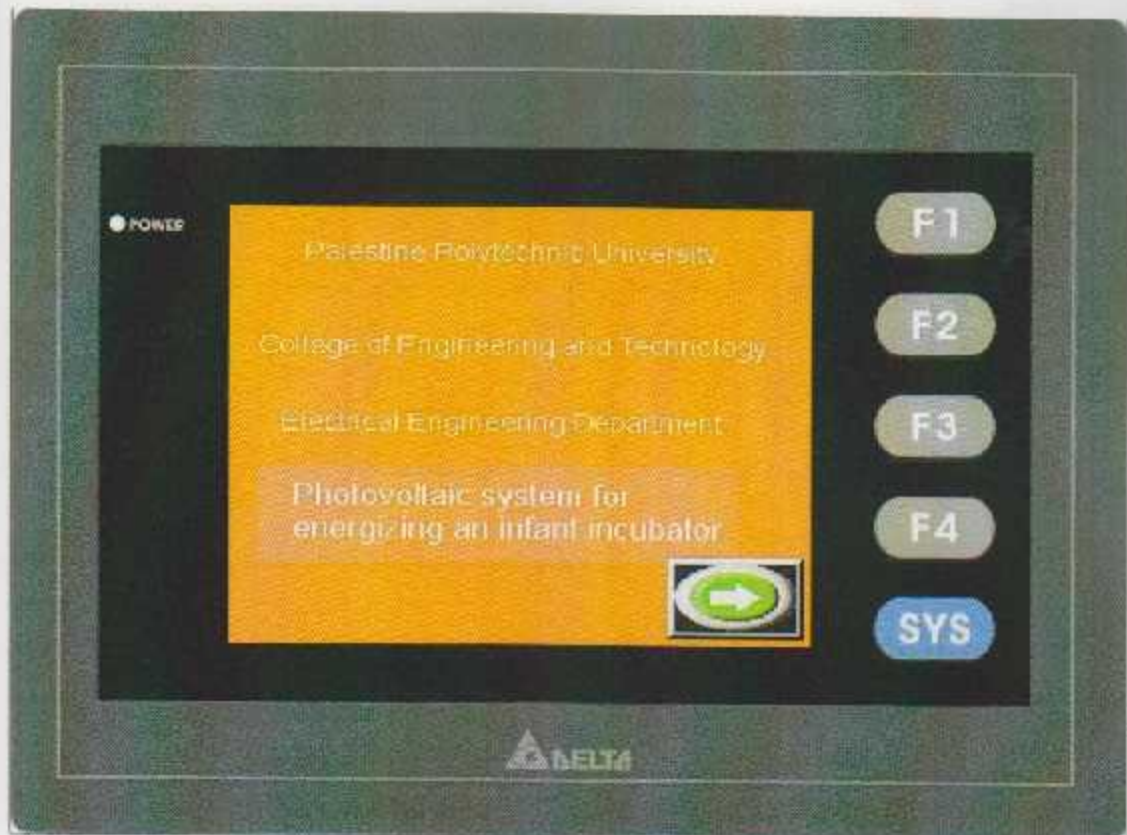 POWER
Palestine Polytechnic University
College of Engineering and Technology
Electrical Engineering Department
Photovoltaic system for
energizing an infant incubator
F1
F2
F3
F4
SYS
DELTA